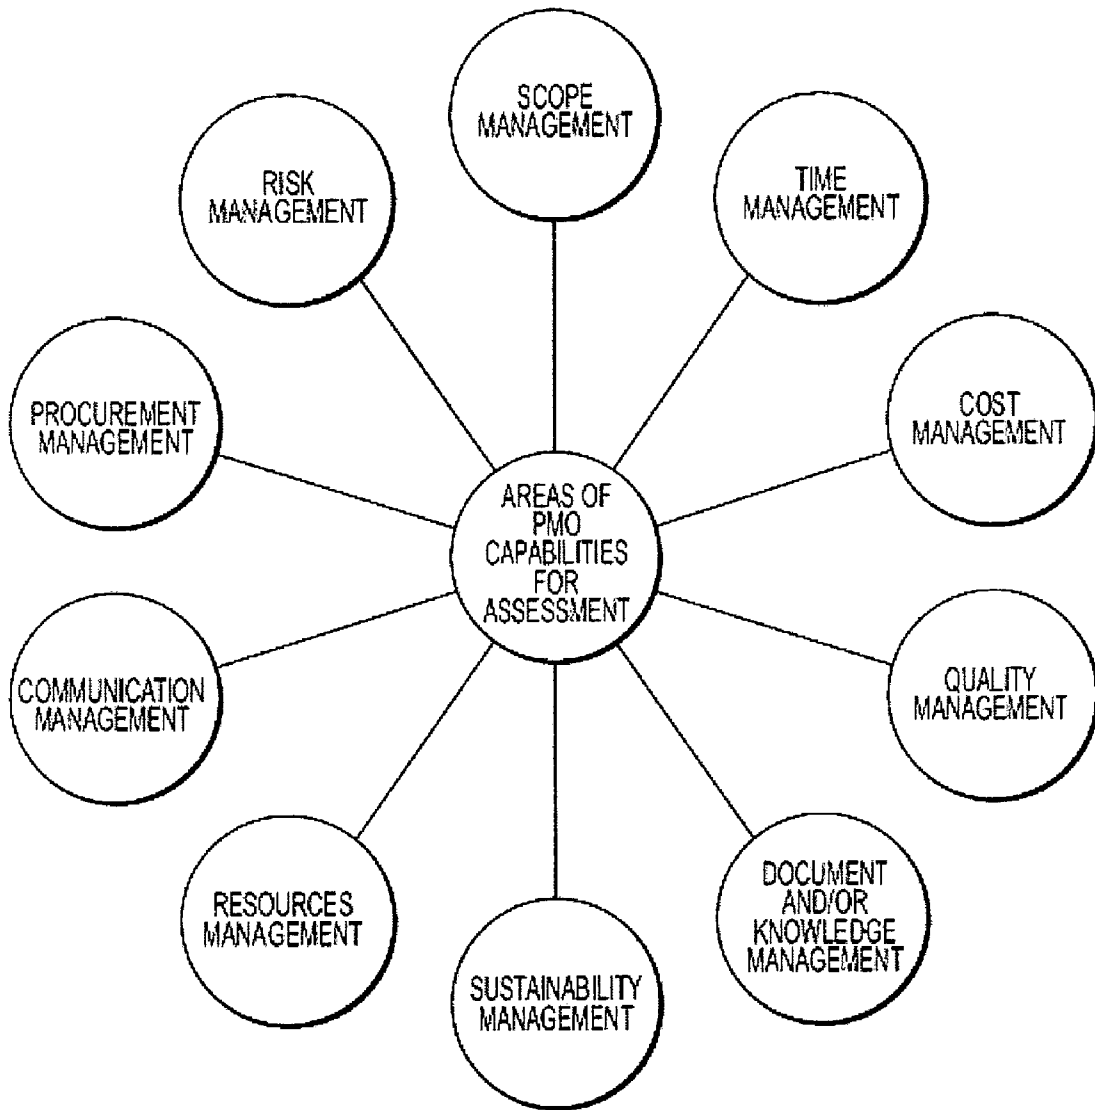 SCOPE
MANAGEMENT
TIME
MANAGEMENT
COST
MANAGEMENT
QUALITY
MANAGEMENT
DOCUMENT
AND/OR
KNOWLEDGE
MANAGEMENT
SUSTAINABILITY
MANAGEMENT
RESOURCES
MANAGEMENT
COMMUNICATION
MANAGEMENT
PROCUREMENT
MANAGEMENT
RISK
MANAGEMENT
AREAS OF
PMO
CAPABILITIES
FOR
ASSESSMENT